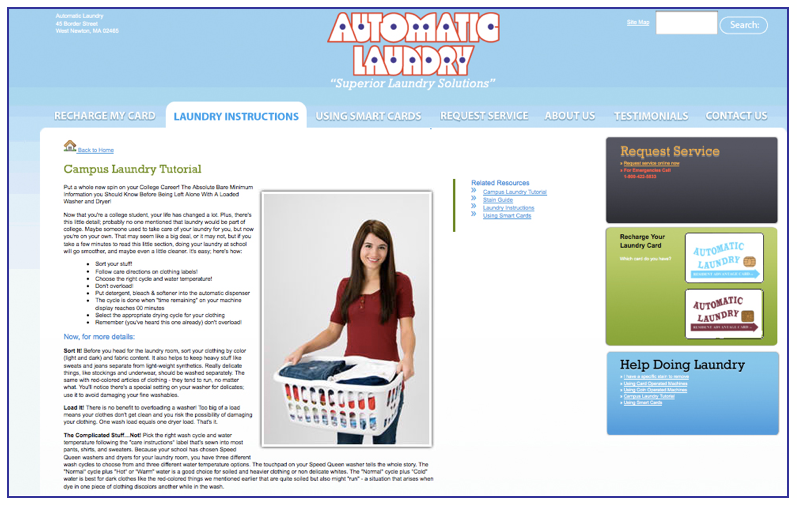 Automatic Laundry
45 Border Street
West Newton, MA 02465
AUTOMATIC
LAUNDRY
"Superior Laundry Solutions"
Site Map
Search:
RECHARGE MY CARD
LAUNDRY INSTRUCTIONS
USING SMART CARDS
REQUEST SERVICE
ABOUT US
TESTIMONIALS
CONTACT US
Back to Home
Campus Laundry Tutorial
Put a whole new spin on your College Career! The Absolute Bare Minimum
Information you Should Know Before Being Left Alone With A Loaded
Washer and Dryer!
Now that you're a college student, your life has changed a lot. Plus, there's
this little detail; probably no one mentioned that laundry would be part of
college. Maybe someone used to take care of your laundry for you, but now
you're on your own. That may seem like a big deal, or it may not, but if you
take a few minutes to read this little section, doing your laundry at school
will go smoother, and maybe even a little cleaner. It's easy; here's how:
• Sort your stuff!
• Follow care directions on clothing labels!
• Choose the right cycle and water temperature!
• Don't overload!
• Put detergent, bleach & softener into the automatic dispenser
• The cycle is done when "time remaining" on your machine
display reaches 00 minutes
• Select the appropriate drying cycle for your clothing
• Remember (you've heard this one already) don't overload!
Now, for more details:
Sort It! Before you head for the laundry room, sort your clothing by color
(light and dark) and fabric content. It also helps to keep heavy stuff like
sweats and jeans separate from light-weight synthetics. Really delicate
things, like stockings and underwear, should be washed separately. The
same with red-colored articles of clothing - they tend to run, no matter
what. You'll notice there's a special setting on your washer for delicates;
use it to avoid damaging your fine washables.
Load It! There is no benefit to overloading a washer! Too big of a load
means your clothes don't get clean and you risk the possibility of damaging
your clothing. One wash load equals one dryer load. That's it.
The Complicated Stuff...Not! Pick the right wash cycle and water
temperature following the "care instructions" label that's sewn into most
pants, shirts, and sweaters. Because your school has chosen Speed
Queen washers and dryers for your laundry room, you have three different
wash cycles to choose from and three different water temperature options. The touchpad on your Speed Queen washer tells the whole story. The
"Normal" cycle plus "Hot" or "Warm" water is a good choice for soiled and heavier clothing or non delicate whites. The "Normal" cycle plus "Cold"
water is best for dark clothes like the red-colored things we mentioned earlier that are quite soiled but also might "run" - a situation that arises when
dye in one piece of clothing discolors another while in the wash.
Related Resources
Campus Laundry Tutorial
Stain Guide
Laundry Instructions
Using Smart Cards
Request Service
Request service online now
For Emergencies Call
Recharge Your
Laundry Card
Which card do you have?
AUTOMATIC
LAUNDRY
AUTOMATIC
LAUNDRY
Help Doing Laundry
I have a specific stain to remove
Using Card Operated Machines
Using Coin Operated Machines
Campus Laundry Tutorial
Using Smart Cards